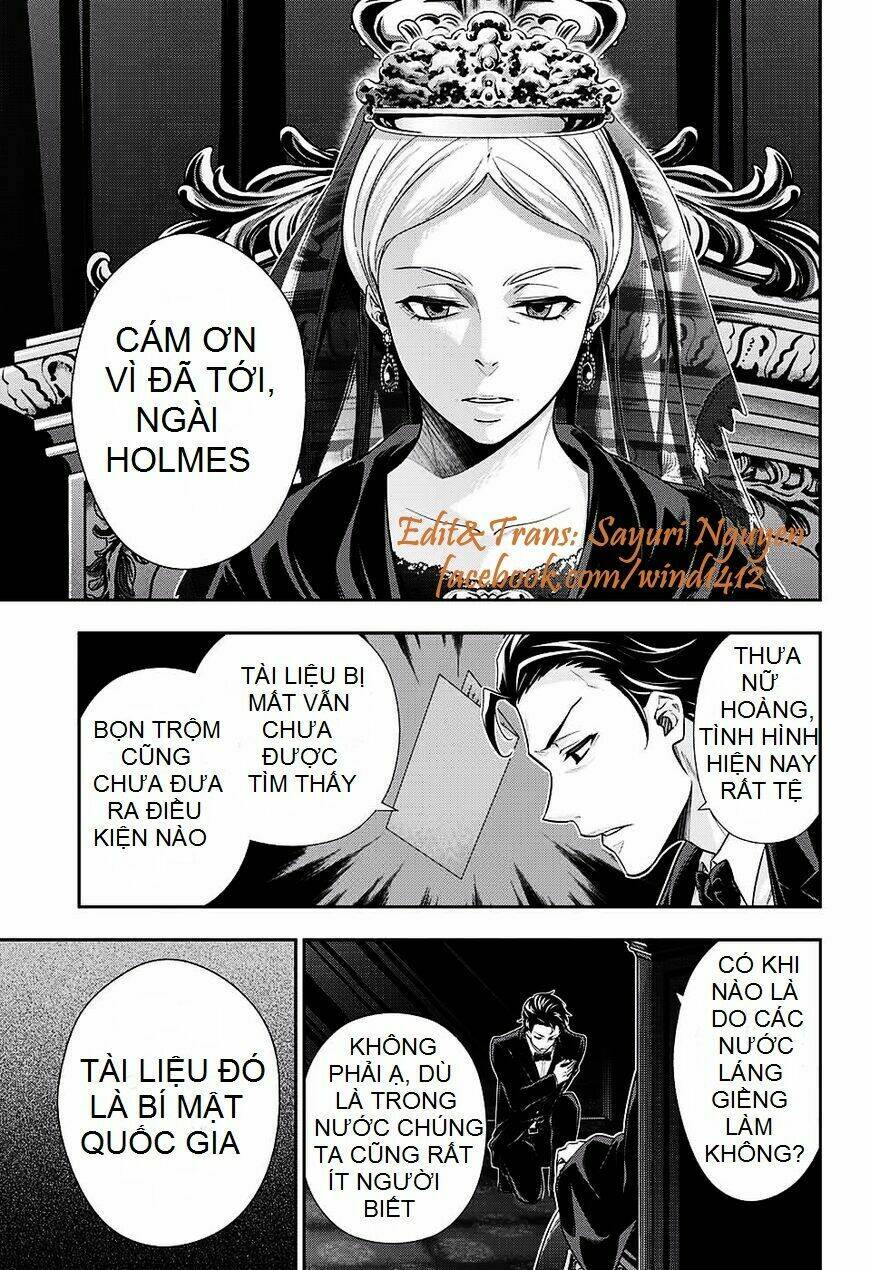 CÁM ƠN
VÌ ĐÃ TỚI,
NGÀI
HOLMES
Edit& Trans: Sayuri Nguyen
facebook.com/wind1412
THƯA
NỮ
HOÀNG,
TÌNH HÌNH
HIỆN NAY
RẤT TỆ
TÀI LIỆU BỊ
MẤT VẪN
CHƯA
ĐƯỢC
TÌM THẤY
BỌN TRỘM
CŨNG
CHƯA ĐƯA
RA ĐIỀU
KIỆN NÀO
CÓ KHI
NÀO LÀ
DO CÁC
NƯỚC
LÁNG
GIỀNG
LÀM
KHÔNG?
KHÔNG
PHẢI Ạ, DÙ
LÀ TRONG
NƯỚC CHÚNG
TA CŨNG RẤT
ÍT NGƯỜI
BIẾT
TÀI LIỆU ĐÓ
LÀ BÍ MẬT
QUỐC GIA